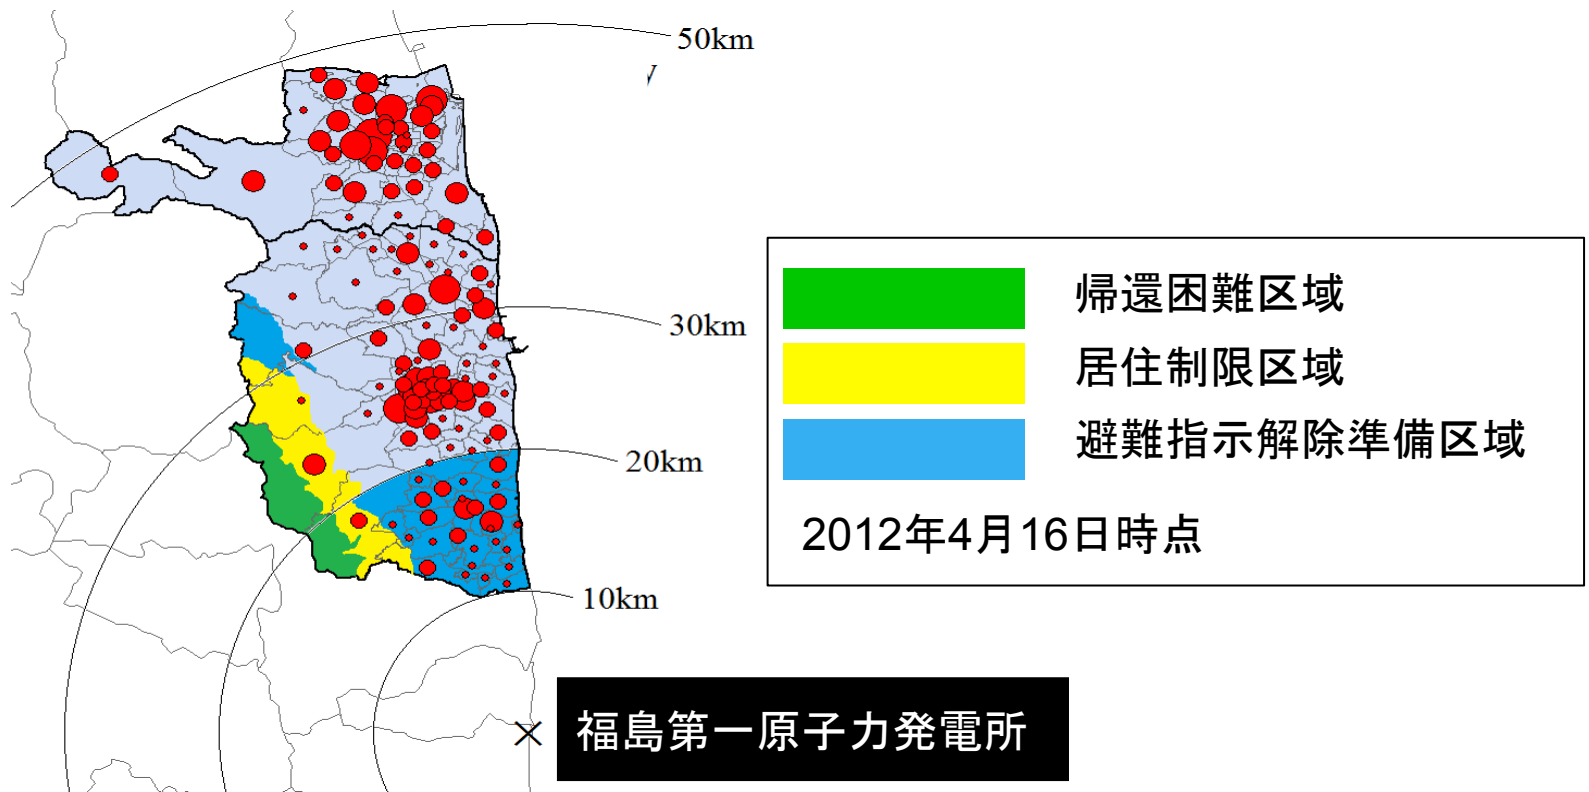 50km
30km
20km
10km
帰還困難区域
居住制限区域
避難指示解除準備区域
2012年4月16日時点
福島第一原子力発電所